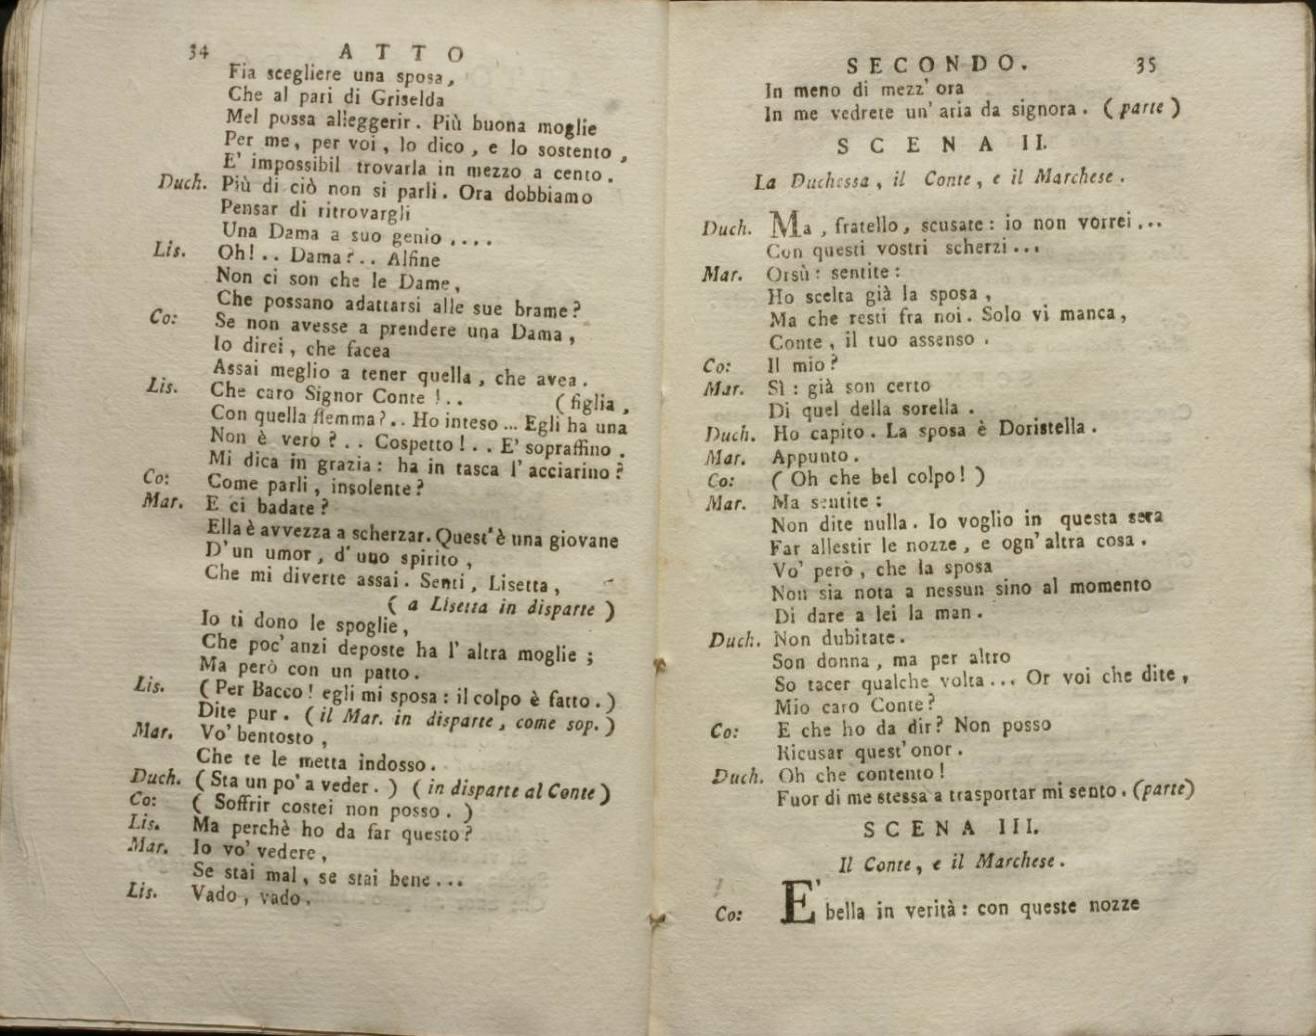 34 ATTO
Fia scegliere una sposa,
Che al pari di Griselda
Mel possa alleggerir. Più buona moglie
Per me, per voi, lo dico, e lo sostento,
E' impossibil trovarla in mezzo a cento.
Duch. Più di ciò non si parli. Ora dobbiamo
Pensar di ritrovargli
Una Dama a suo genio....
Lis. Oh!.. Dama?.. Alfine
Non ci son che le Dame,
Che possano adattarsi alle sue brame?
Co: Se non avesse a prendere una Dama,
Io direi, che facea
Assai meglio a tener quella, che avea.
Lis. Che caro Signor Conte!.. (figlia,
Con quella flemma?.. Ho inteso... Egli ha una
Non è vero?.. Cospetto!.. E' sopraffino.
Mi dica in grazia: ha in tasca l'acciarino?
Co: Come parli, insolente?
Mar. E ci badate?
Ella è avvezza a scherzar. Quest'è una giovane
D'un umor, d'uno spirito,
Che mi diverte assai. Senti, Lisetta,
( a Lisetta in disparte )
Io ti dono le spoglie,
Che poc'anzi deposte ha l'altra moglie;
Ma però con un patto.
Lis. (Per Bacco! egli mi sposa: il colpo è fatto.)
Dite pur. (il Mar. in disparte, come sop.)
Mar. Vo' bentosto,
Che te le metta indosso.
Duch. (Sta un po' a veder.) (in disparte al Conte)
Co: ( Soffrir costei non posso. )
Lis. Ma perchè ho da far questo?
Mar. Io vo' vedere,
Se stai mal, se stai bene...
Lis. Vado, vado.
SECONDO. 35
In meno di mezz'ora
In me vedrete un'aria da signora. (parte)
SCENA II.
La Duchessa, il Conte, e il Marchese.
Duch. Ma, fratello, scusate: io non vorrei...
Con questi vostri scherzi...
Mar. Orsù: sentite:
Ho scelta già la sposa,
Ma che resti fra noi. Solo vi manca,
Conte, il tuo assenso.
Co: Il mio?
Mar. Sì: già son certo
Di quel della sorella.
Duch. Ho capito. La sposa è Doristella.
Mar. Appunto.
Co: ( Oh che bel colpo! )
Mar. Ma sentite:
Non dite nulla. Io voglio in questa sera
Far allestir le nozze, e ogn'altra cosa.
Vo' però, che la sposa
Non sia nota a nessun sino al momento
Di dare a lei la man.
Duch. Non dubitate.
Son donna, ma per altro
So tacer qualche volta... Or voi che dite,
Mio caro Conte?
Co: E che ho da dir? Non posso
Ricusar quest'onor.
Duch. Oh che contento!
Fuor di me stessa a trasportar mi sento. (parte)
SCENA III.
Il Conte, e il Marchese.
Co: E' bella in verità: con queste nozze